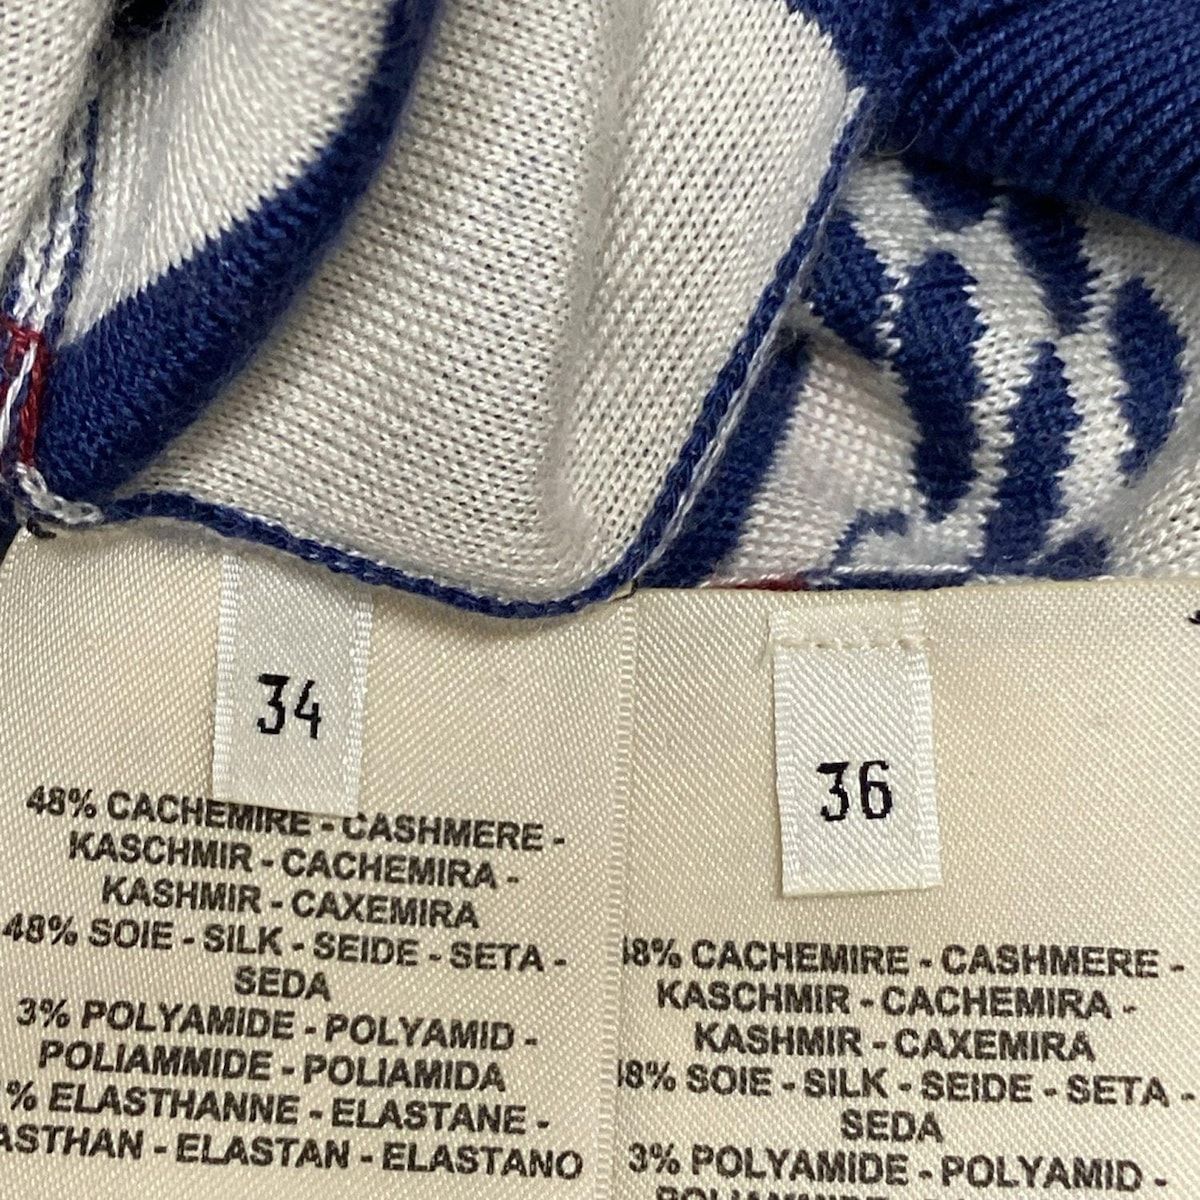 34
48% CACHEMIRE - CASHMERE -
KASCHMIR - CACHEMIRA -
KASHMIR - CAXEMIRA
48% SOIE - SILK - SEIDE - SETA -
SEDA
3% POLYAMIDE - POLYAMID -
POLIAMMIDE - POLIAMIDA
% ELASTHANNE - ELASTANE -
ASTHAN - ELASTAN - ELASTANO
36
48% CACHEMIRE - CASHMERE -
KASCHMIR - CACHEMIRA -
KASHMIR - CAXEMIRA
48% SOIE - SILK - SEIDE - SETA -
SEDA
3% POLYAMIDE - POLYAMID -